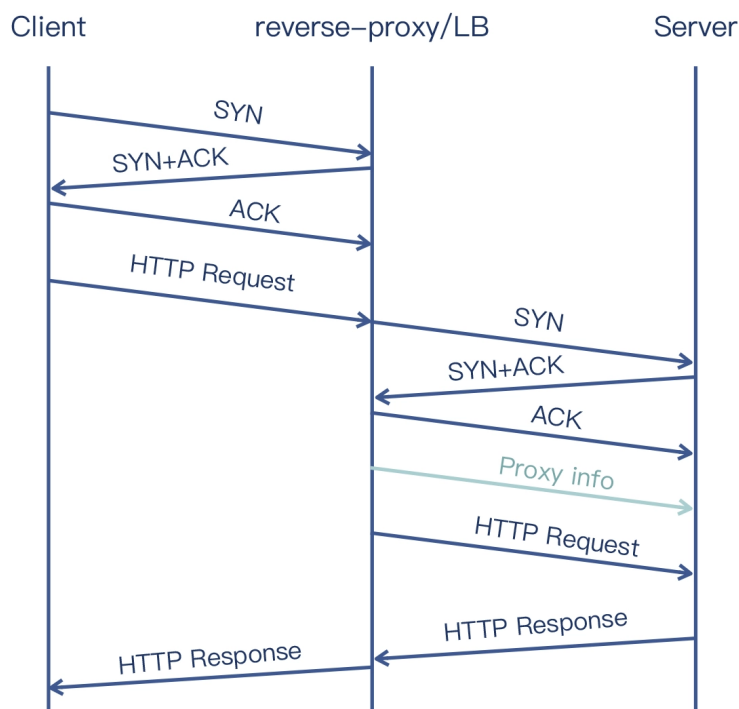 Client
reverse-proxy/LB
Server
SYN
SYN+ACK
ACK
HTTP Request
SYN
SYN+ACK
ACK
Proxy info
HTTP Request
HTTP Response
HTTP Response